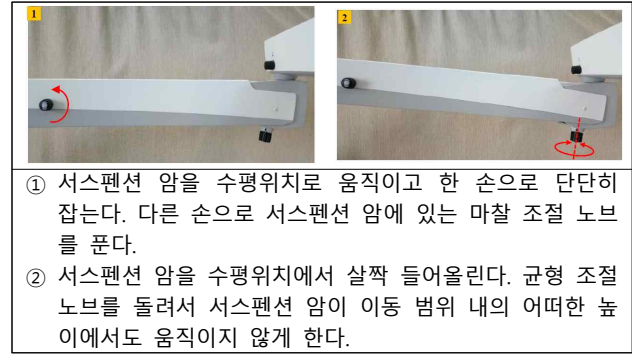 1
2
① 서스펜션 암을 수평위치로 움직이고 한 손으로 단단히
잡는다. 다른 손으로 서스펜션 암에 있는 마찰 조절 노브
를 푼다.
② 서스펜션 암을 수평위치에서 살짝 들어올린다. 균형 조절
노브를 돌려서 서스펜션 암이 이동 범위 내의 어떠한 높
이에서도 움직이지 않게 한다.